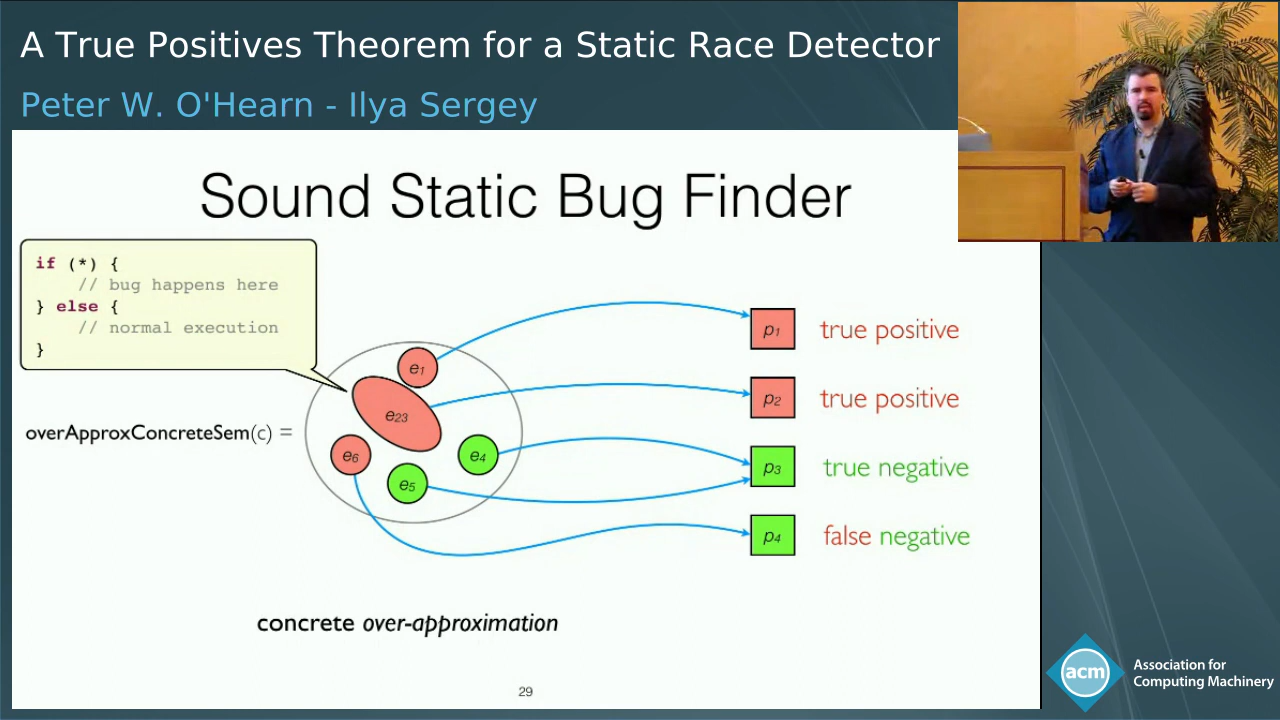 A True Positives Theorem for a Static Race Detector
Peter W. O'Hearn - Ilya Sergey
Sound Static Bug Finder
if (*) {
// bug happens here
} else {
// normal execution
}
e1
e23
e6
e4
e5
overApproxConcreteSem(c) =
p1 true positive
p2 true positive
p3 true negative
p4 false negative
concrete over-approximation
29
acm
Association for
Computing Machinery